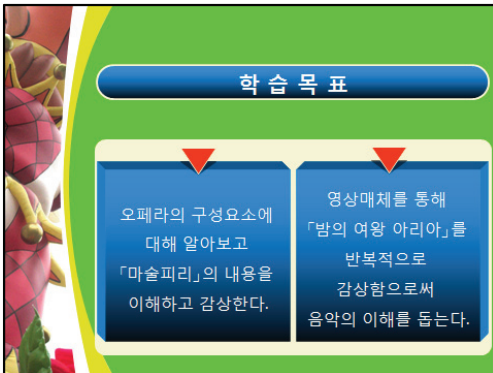 학 습 목 표
오페라의 구성요소에
대해 알아보고
「마술피리」의 내용을
이해하고 감상한다.
영상매체를 통해
「밤의 여왕 아리아」를
반복적으로
감상함으로써
음악의 이해를 돕는다.